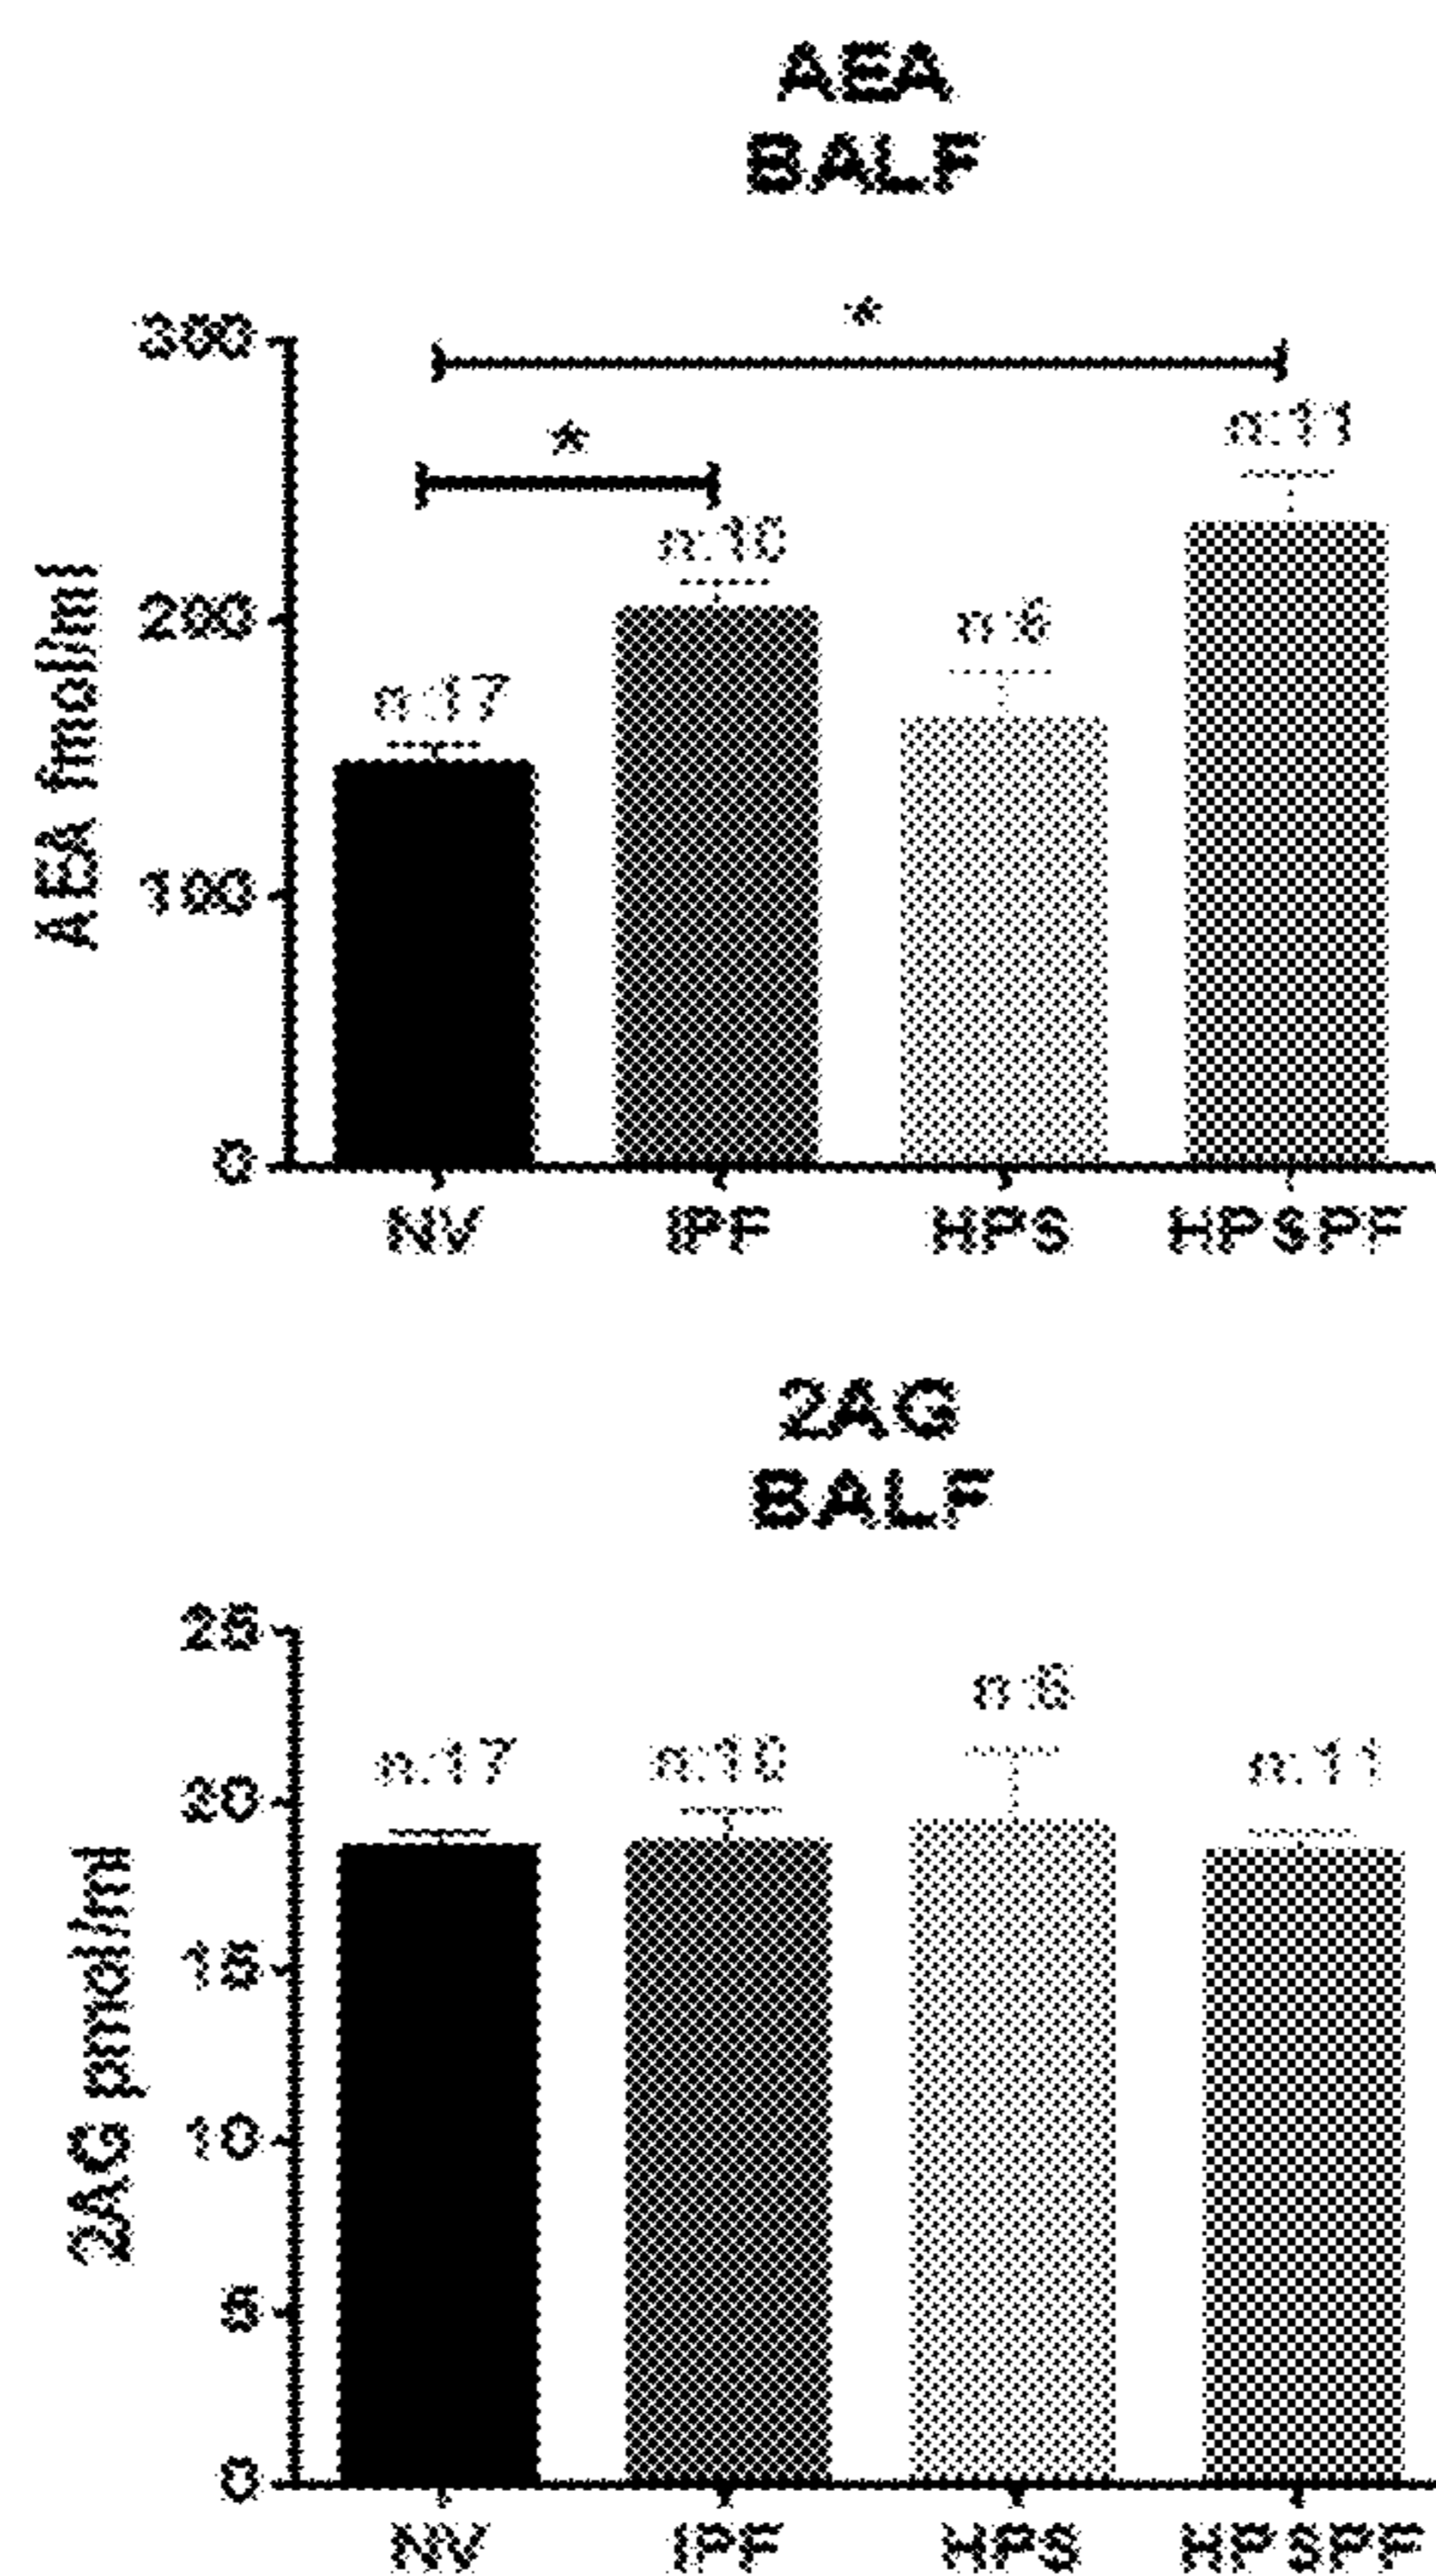 AEA
BALF
*
300
n:11
*
n:10
200
n:6
n:17
AEA fmol/ml
100
0
NV IPF HPS HPSPF
2AG
BALF
25
n:6
n:17 n:10 n:11
20
2AG pmol/ml
15
10
5
0
NV IPF HPS HPSPF